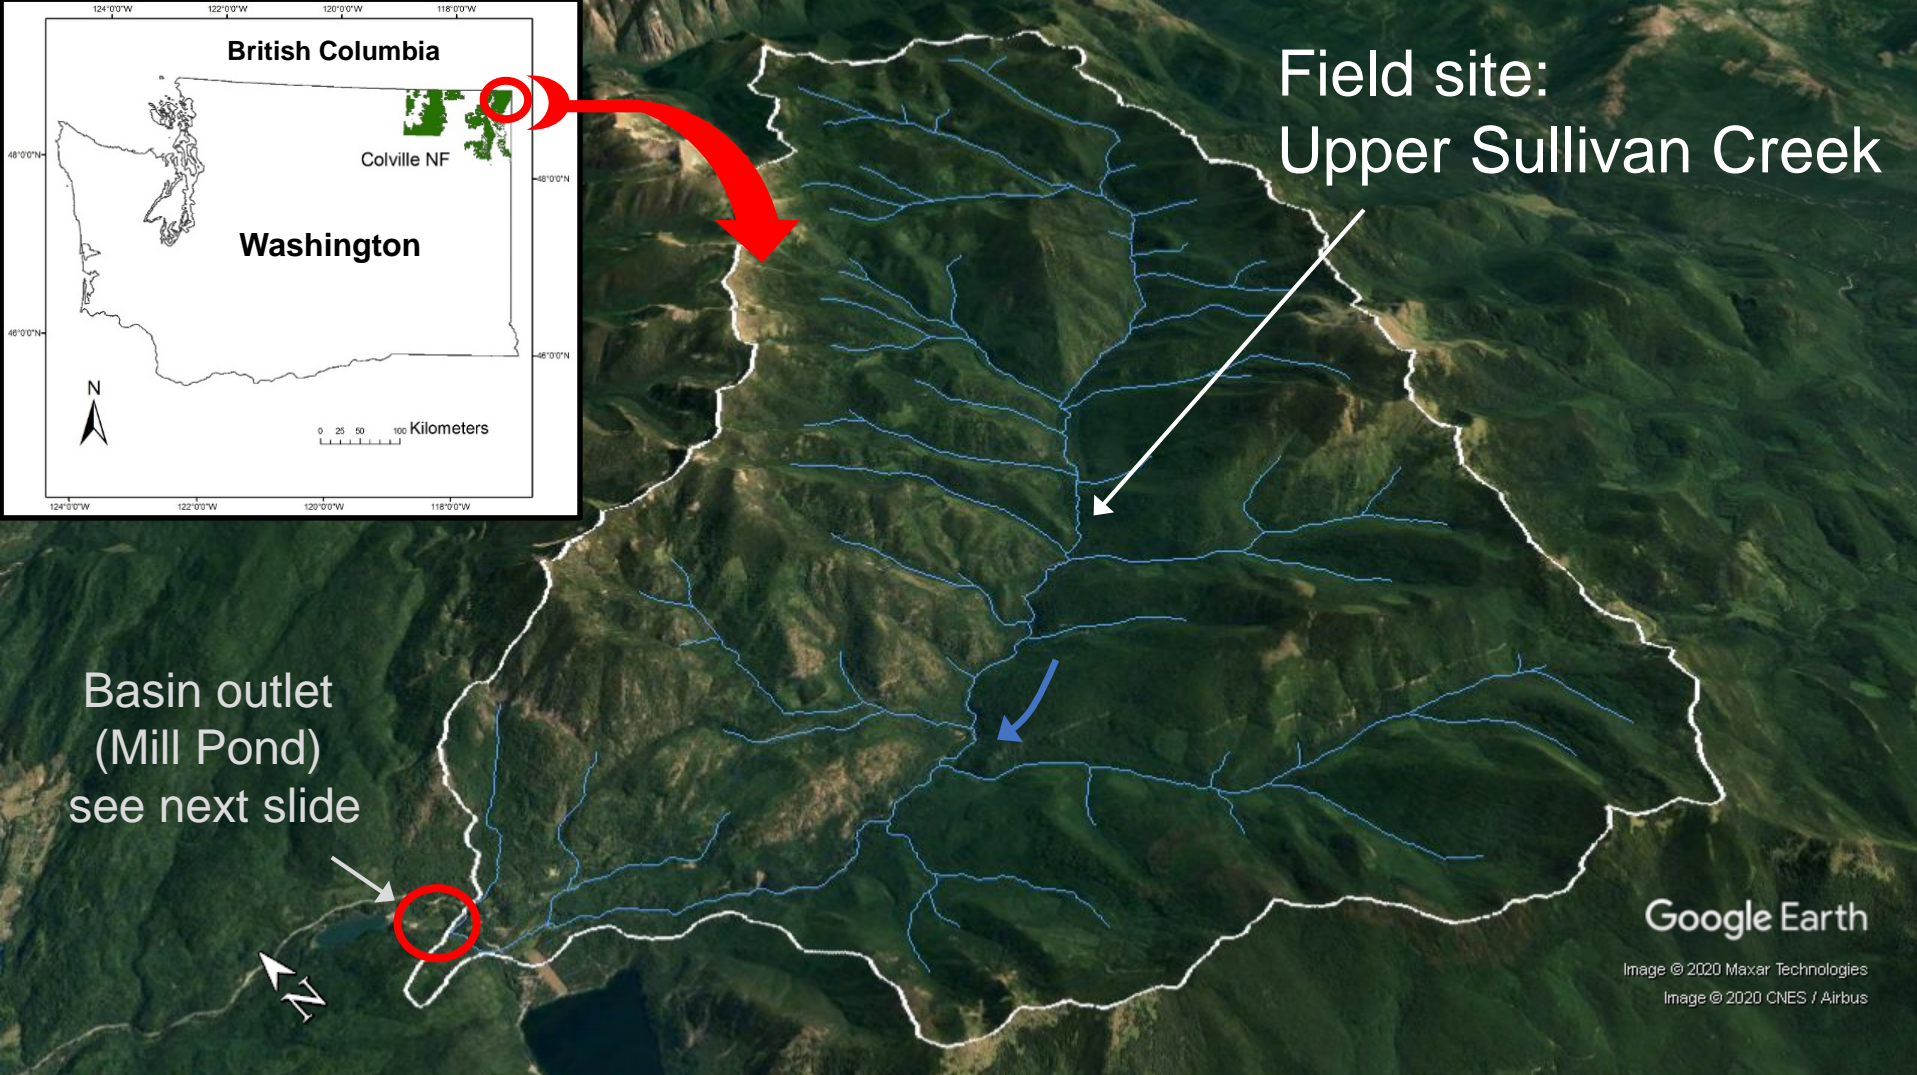 124°0'0"W
122°0'0"W
120°0'0"W
118°0'0"W
British Columbia
Colville NF
48°0'0"N
48°0'0"N
Washington
46°0'0"N
46°0'0"N
N
0 25 50 100 Kilometers
124°0'0"W
122°0'0"W
120°0'0"W
118°0'0"W
Field site:
Upper Sullivan Creek
Basin outlet
(Mill Pond)
see next slide
N
Google Earth
Image © 2020 Maxar Technologies
Image © 2020 CNES / Airbus